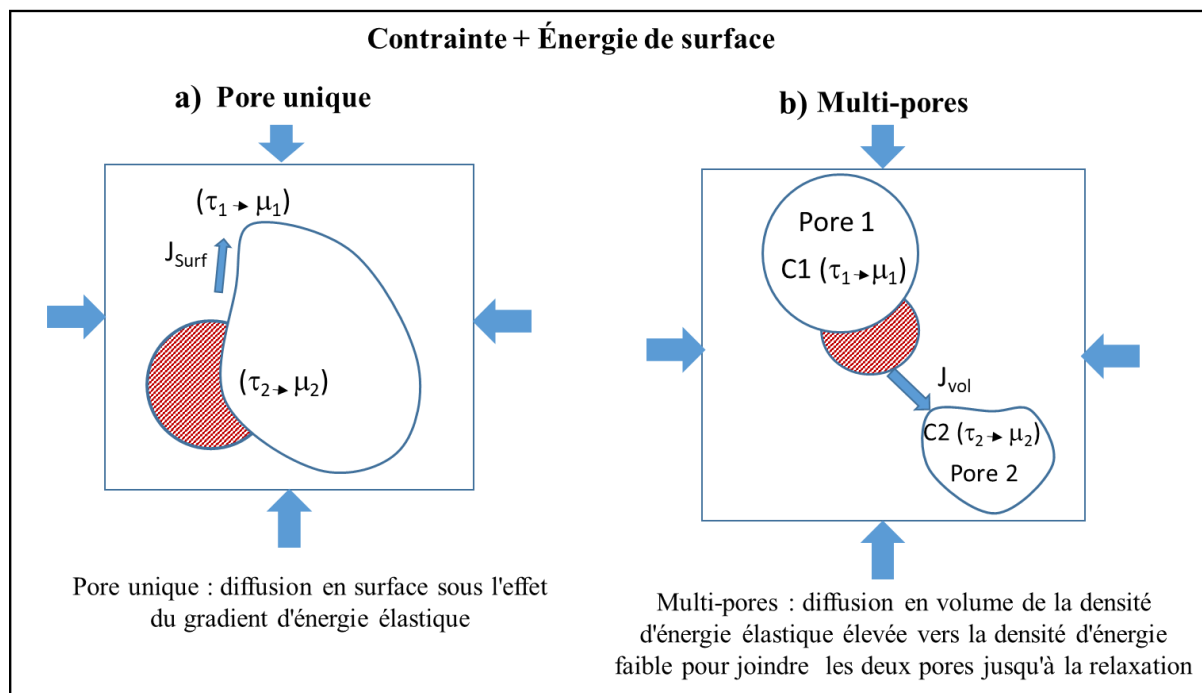 Contrainte + Énergie de surface
a) Pore unique
(τ₁→μ₁)
J_Surf
(τ₂→μ₂)
Pore unique : diffusion en surface sous l'effet
du gradient d'énergie élastique
b) Multi-pores
Pore 1
C1 (τ₁→μ₁)
J_vol
C2 (τ₂→μ₂)
Pore 2
Multi-pores : diffusion en volume de la densité
d'énergie élastique élevée vers la densité d'énergie
faible pour joindre les deux pores jusqu'à la relaxation